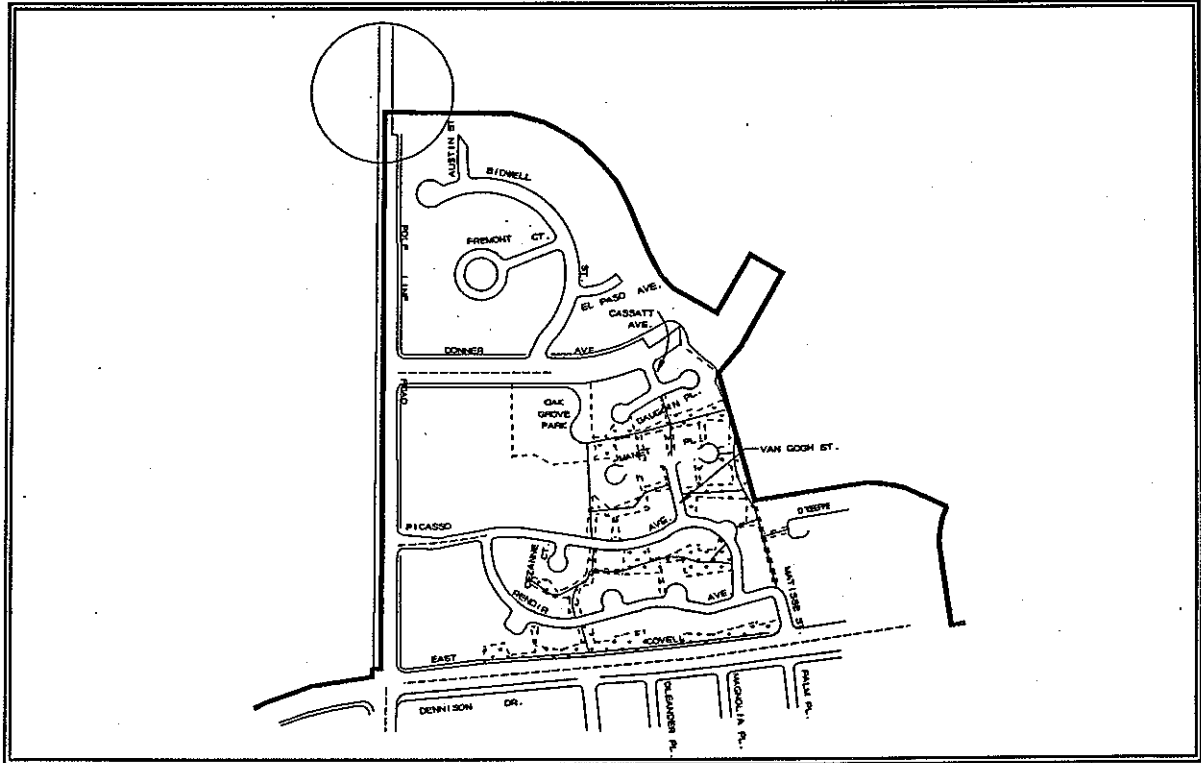 AUSTIN ST
BIDWELL
ST.
FREMONT CT.
POLE LINE
ROAD
EL PASO AVE.
CASSATT
AVE.
DONNER AVE
OAK
GROVE
PARK
GAUGUIN PL.
MANET PL
VAN GOGH ST.
O'KEEFFE
PICASSO AVE.
CEZANNE
CT.
RENOIR AVE
MATISSE ST
EAST COVELL
DENNISON DR.
OLEANDER PL.
MAGNOLIA PL.
PALM PL.